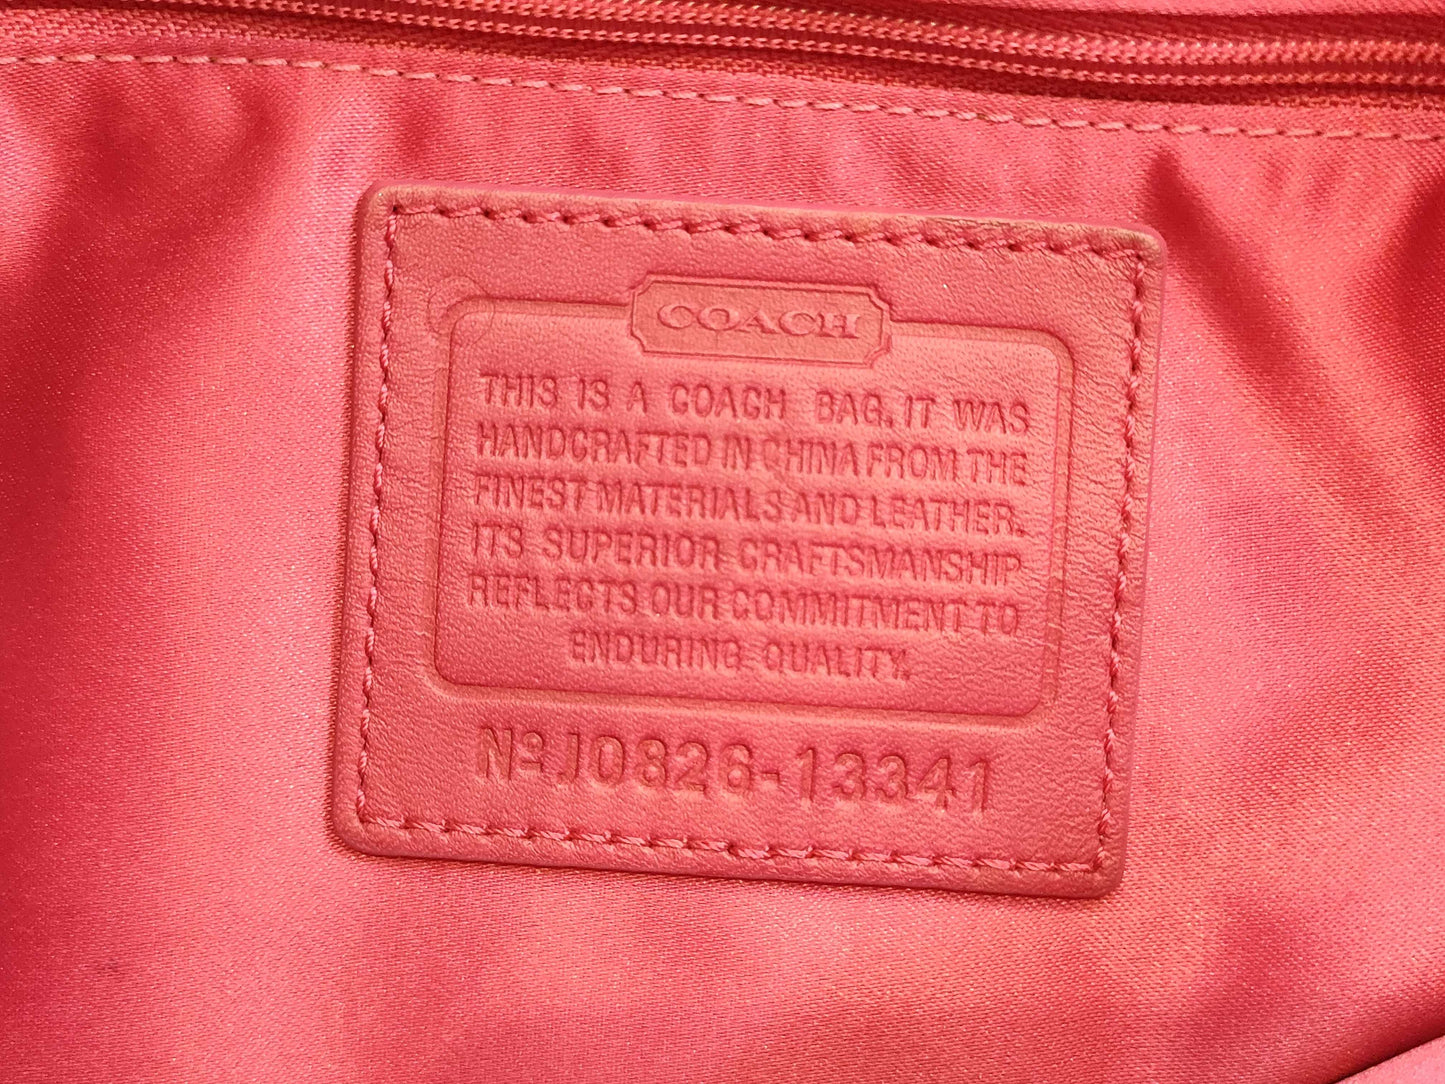 COACH
THIS IS A COACH BAG. IT WAS
HANDCRAFTED IN CHINA FROM THE
FINEST MATERIALS AND LEATHER.
ITS SUPERIOR CRAFTSMANSHIP
REFLECTS OUR COMMITMENT TO
ENDURING QUALITY.
Nº J0826-13341